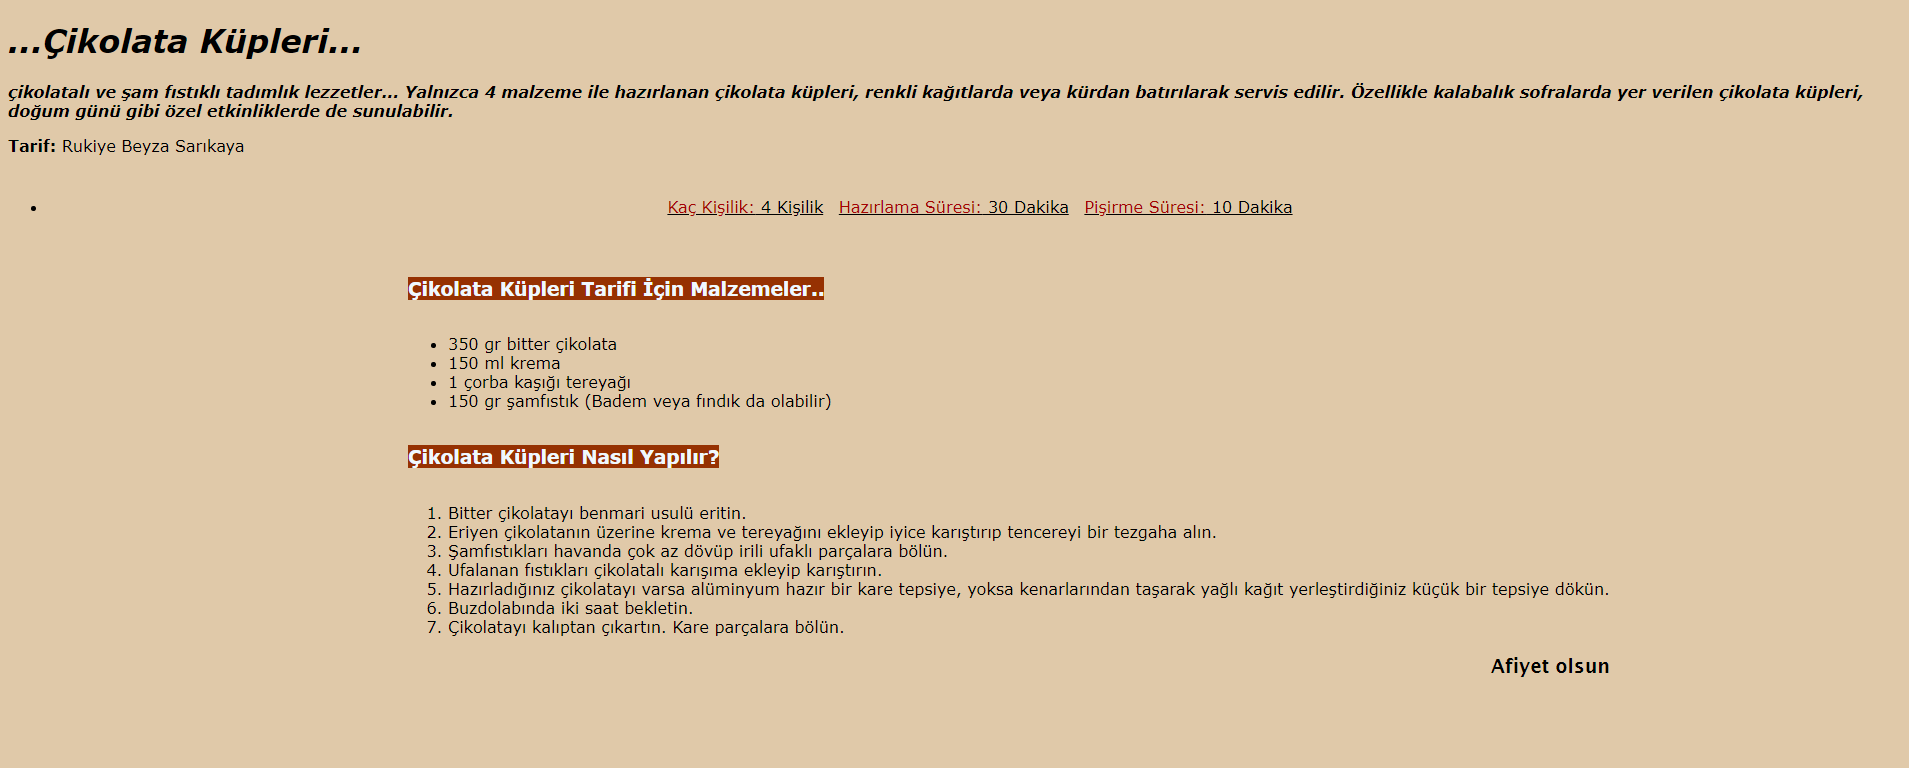 ...Çikolata Küpleri...
çikolatalı ve şam fıstıklı tadımlık lezzetler... Yalnızca 4 malzeme ile hazırlanan çikolata küpleri, renkli kağıtlarda veya kürdan batırılarak servis edilir. Özellikle kalabalık sofralarda yer verilen çikolata küpleri,
doğum günü gibi özel etkinliklerde de sunulabilir.
Tarif: Rukiye Beyza Sarıkaya
• Kaç Kişilik: 4 Kişilik Hazırlama Süresi: 30 Dakika Pişirme Süresi: 10 Dakika
Çikolata Küpleri Tarifi İçin Malzemeler..
• 350 gr bitter çikolata
• 150 ml krema
• 1 çorba kaşığı tereyağı
• 150 gr şamfıstık (Badem veya fındık da olabilir)
Çikolata Küpleri Nasıl Yapılır?
1. Bitter çikolatayı benmari usulü eritin.
2. Eriyen çikolatanın üzerine krema ve tereyağını ekleyip iyice karıştırıp tencereyi bir tezgaha alın.
3. Şamfıstıkları havanda çok az dövüp irili ufaklı parçalara bölün.
4. Ufalanan fıstıkları çikolatalı karışıma ekleyip karıştırın.
5. Hazırladığınız çikolatayı varsa alüminyum hazır bir kare tepsiye, yoksa kenarlarından taşarak yağlı kağıt yerleştirdiğiniz küçük bir tepsiye dökün.
6. Buzdolabında iki saat bekletin.
7. Çikolatayı kalıptan çıkartın. Kare parçalara bölün.
Afiyet olsun